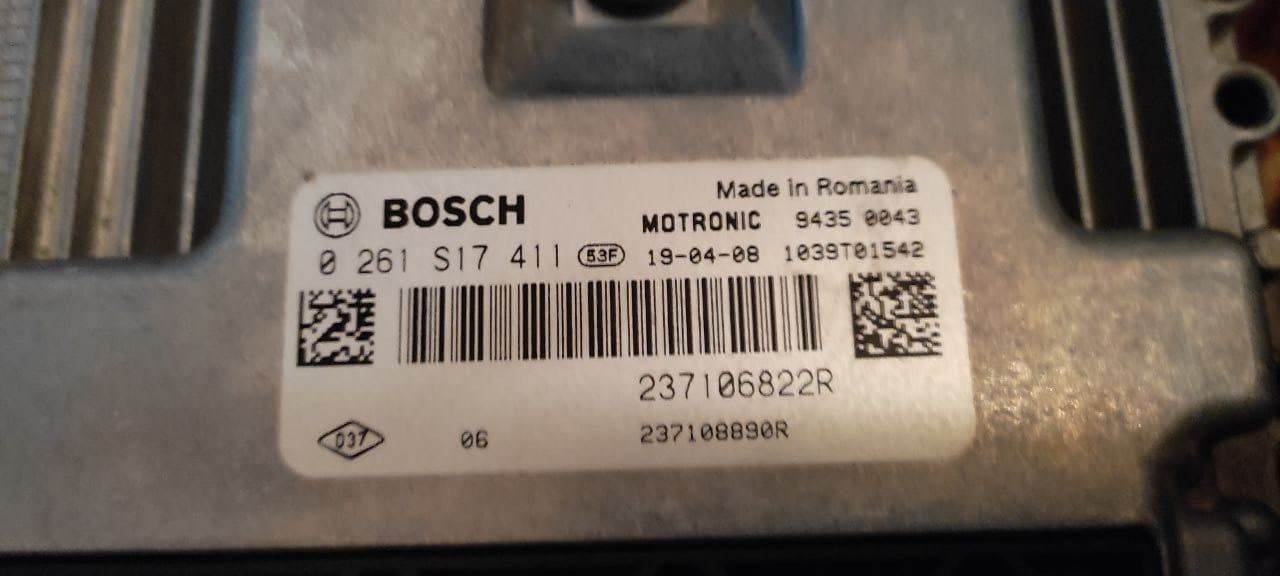 Made in Romania
BOSCH
MOTRONIC 9435 0043
0 261 S17 411 53F 19-04-08 1039T01542
237106822R
D37 06 237108890R